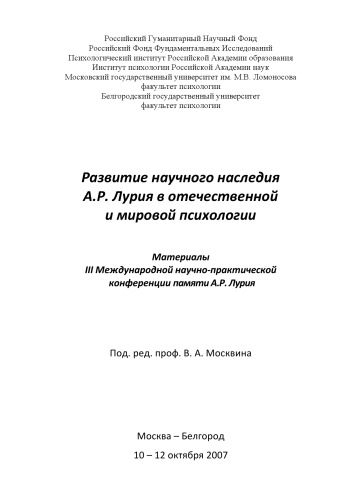 Российский Гуманитарный Научный Фонд
Российский Фонд Фундаментальных Исследований
Психологический институт Российской Академии образования
Институт психологии Российской Академии наук
Московский государственный университет им. М.В. Ломоносова
факультет психологии
Белгородский государственный университет
факультет психологии
Развитие научного наследия
А.Р. Лурия в отечественной
и мировой психологии
Материалы
III Международной научно-практической
конференции памяти А.Р. Лурия
Под. ред. проф. В. А. Москвина
Москва – Белгород
10 – 12 октября 2007